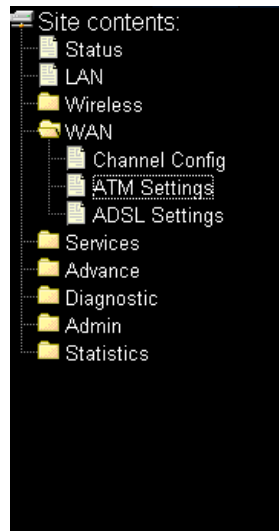 Site contents:
Status
LAN
Wireless
WAN
Channel Config
ATM Settings
ADSL Settings
Services
Advance
Diagnostic
Admin
Statistics